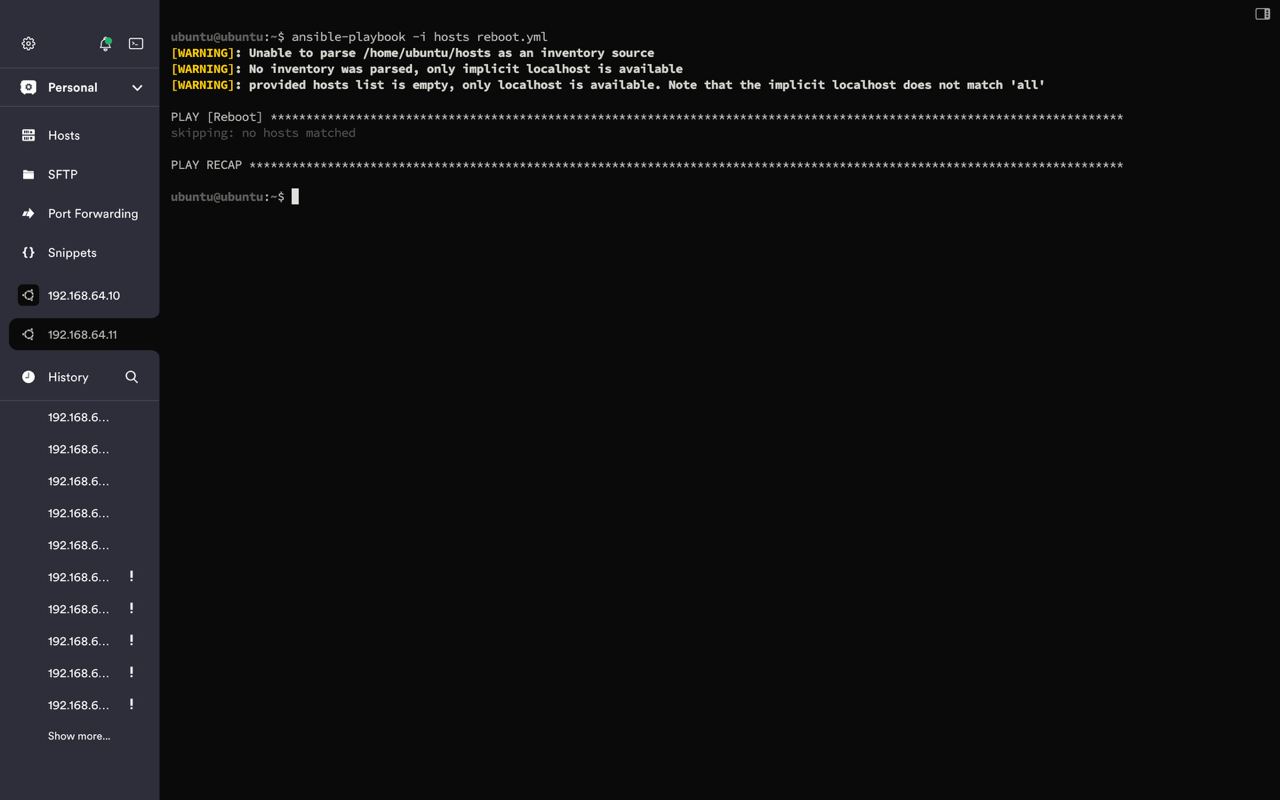 Personal
Hosts
SFTP
Port Forwarding
Snippets
192.168.64.10
192.168.64.11
History
192.168.6...
192.168.6...
192.168.6...
192.168.6...
192.168.6...
192.168.6... !
192.168.6... !
192.168.6... !
192.168.6... !
192.168.6... !
Show more...
ubuntu@ubuntu:~$ ansible-playbook -i hosts reboot.yml
[WARNING]: Unable to parse /home/ubuntu/hosts as an inventory source
[WARNING]: No inventory was parsed, only implicit localhost is available
[WARNING]: provided hosts list is empty, only localhost is available. Note that the implicit localhost does not match 'all'
PLAY [Reboot] ************************************************************************************************************************
skipping: no hosts matched
PLAY RECAP ***************************************************************************************************************************
ubuntu@ubuntu:~$